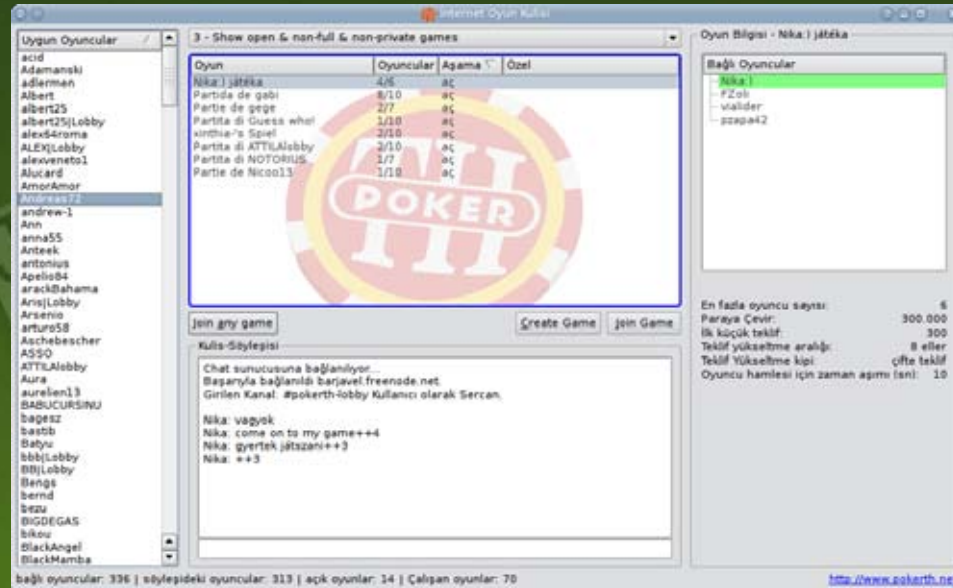 Internet Oyun Kulisi
Uygun Oyuncular
acid
Adamanski
adlermen
Albert
albert25
albert25|Lobby
alex64roma
ALEX|Lobby
alexveneto1
Alucard
AmorAmor
Andreas72
andrew-1
Ann
anna55
Anteek
antonius
Apelio84
arackBahama
Aris|Lobby
Arsenio
arturo58
Aschebescher
ASSO
ATTILAlobby
Aura
aurelien13
BABUCURSINU
bagesz
bastib
Batyu
bbb|Lobby
BB|Lobby
Bengs
bernd
bezu
BIGDEGAS
bikou
BlackAngel
BlackMamba
3 - Show open & non-full & non-private games
Oyun Oyuncular Aşama Özel
Nika:) játéka 4/6 aç
Partida de gabi 8/10 aç
Partie de gege 2/7 aç
Partita di Guess who! 1/10 aç
xinthia-'s Spiel 2/10 aç
Partita di ATTILAlobby 2/10 aç
Partita di NOTORIUS 1/7 aç
Partie de Nicoo13 1/10 aç
POKER
TH
Join any game Create Game Join Game
Kulis-Söyleşisi
Chat sunucusuna bağlanılıyor...
Başarıyla bağlanıldı barjavel.freenode.net.
Girilen Kanal: #pokerth-lobby Kullanıcı olarak Sercan.
Nika: vagyok
Nika: come on to my game++4
Nika: gyertek játszani++3
Nika: ++3
Oyun Bilgisi - Nika:) játéka
Bağlı Oyuncular
Nika:)
FZoli
vialider
pzapa42
En fazla oyuncu sayısı: 6
Paraya Çevir: 300.000
İlk küçük teklif: 300
Teklif yükseltme aralığı: 8 eller
Teklif Yükseltme kipi: çifte teklif
Oyuncu hamlesi için zaman aşımı (sn): 10
bağlı oyuncular: 336 | söyleşideki oyuncular: 313 | açık oyunlar: 14 | Çalışan oyunlar: 70
http://www.pokerth.ne